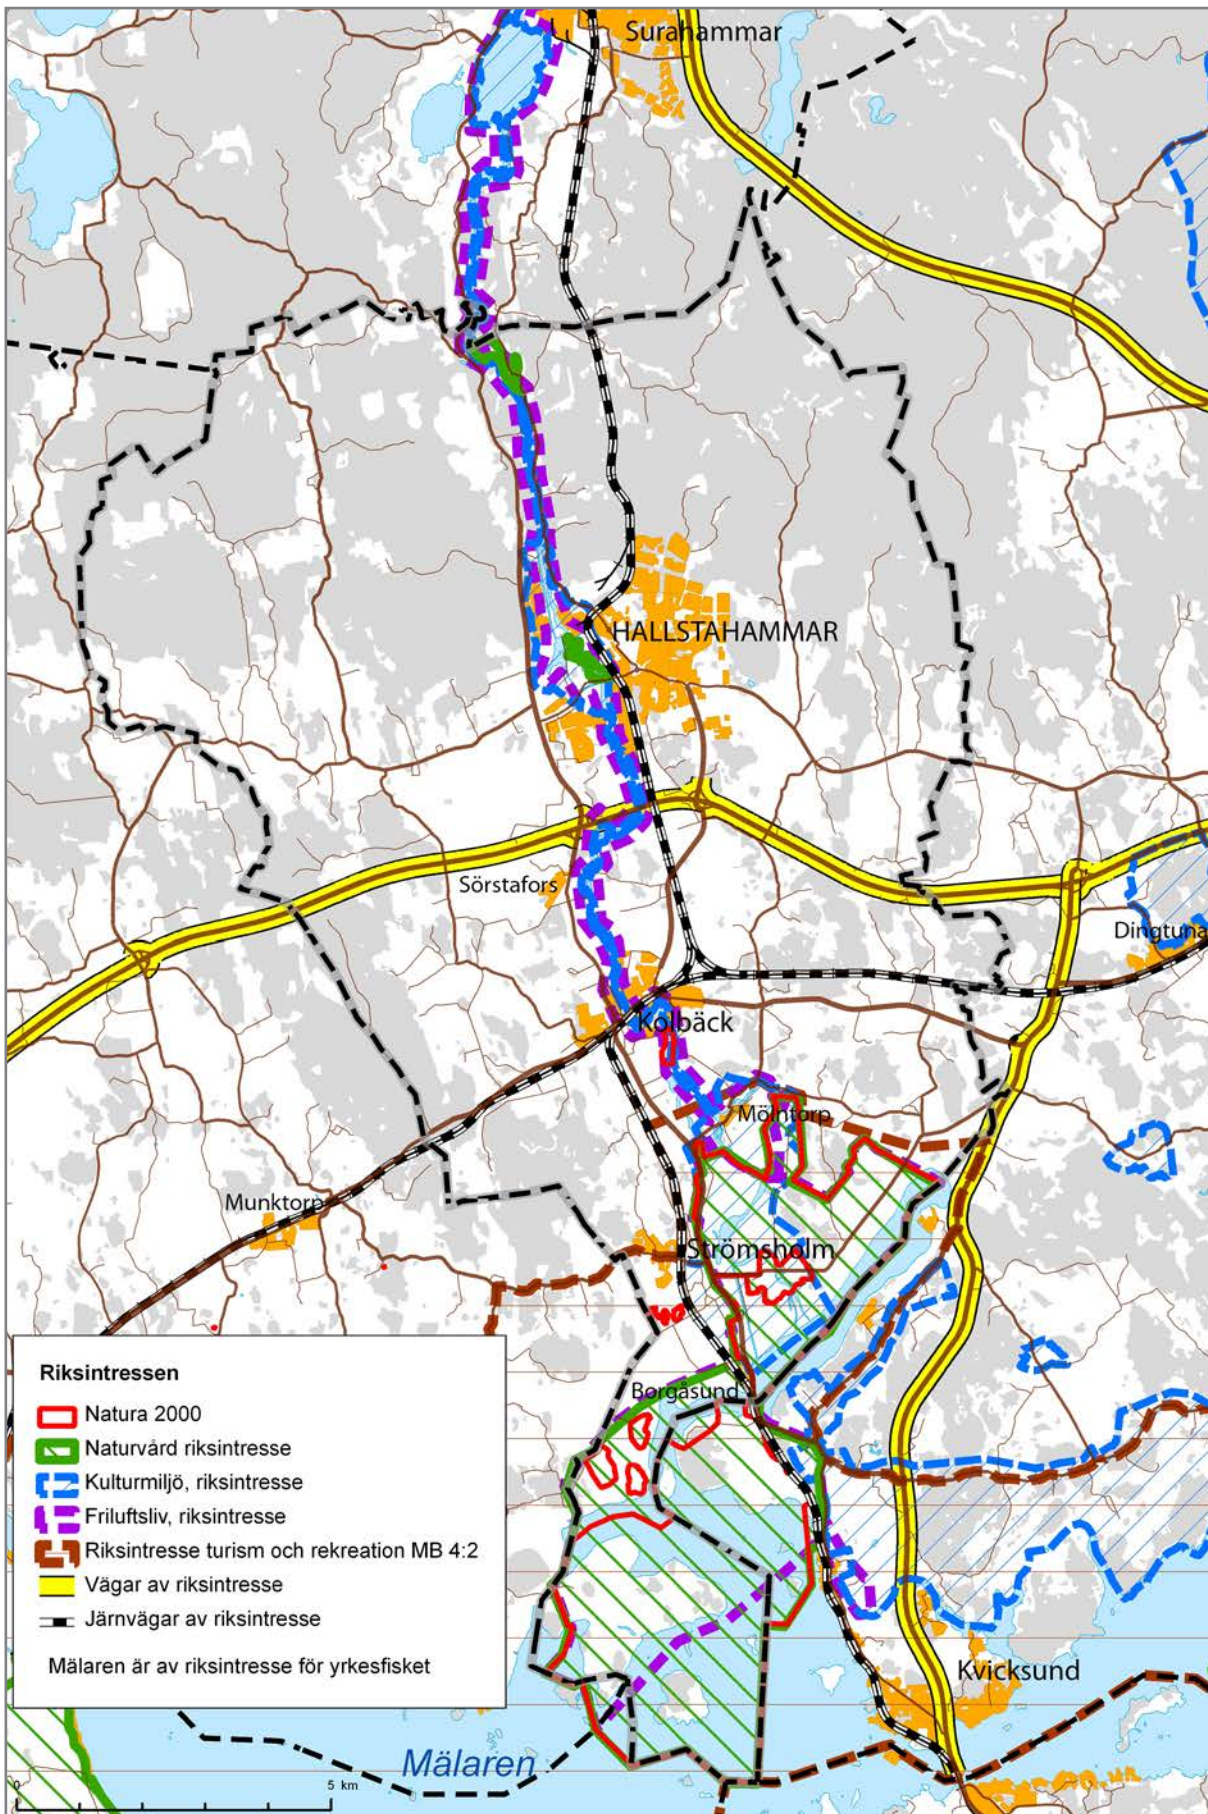 Surahammar
HALLSTAHAMMAR
Sörstafors
Dingtuna
Kolbäck
Mölntorp
Munktorp
Strömsholm
Borgåsund
Riksintressen
Natura 2000
Naturvård riksintresse
Kulturmiljö, riksintresse
Friluftsliv, riksintresse
Riksintresse turism och rekreation MB 4:2
Vägar av riksintresse
Järnvägar av riksintresse
Mälaren är av riksintresse för yrkesfisket
Kvicksund
Mälaren
0 5 km